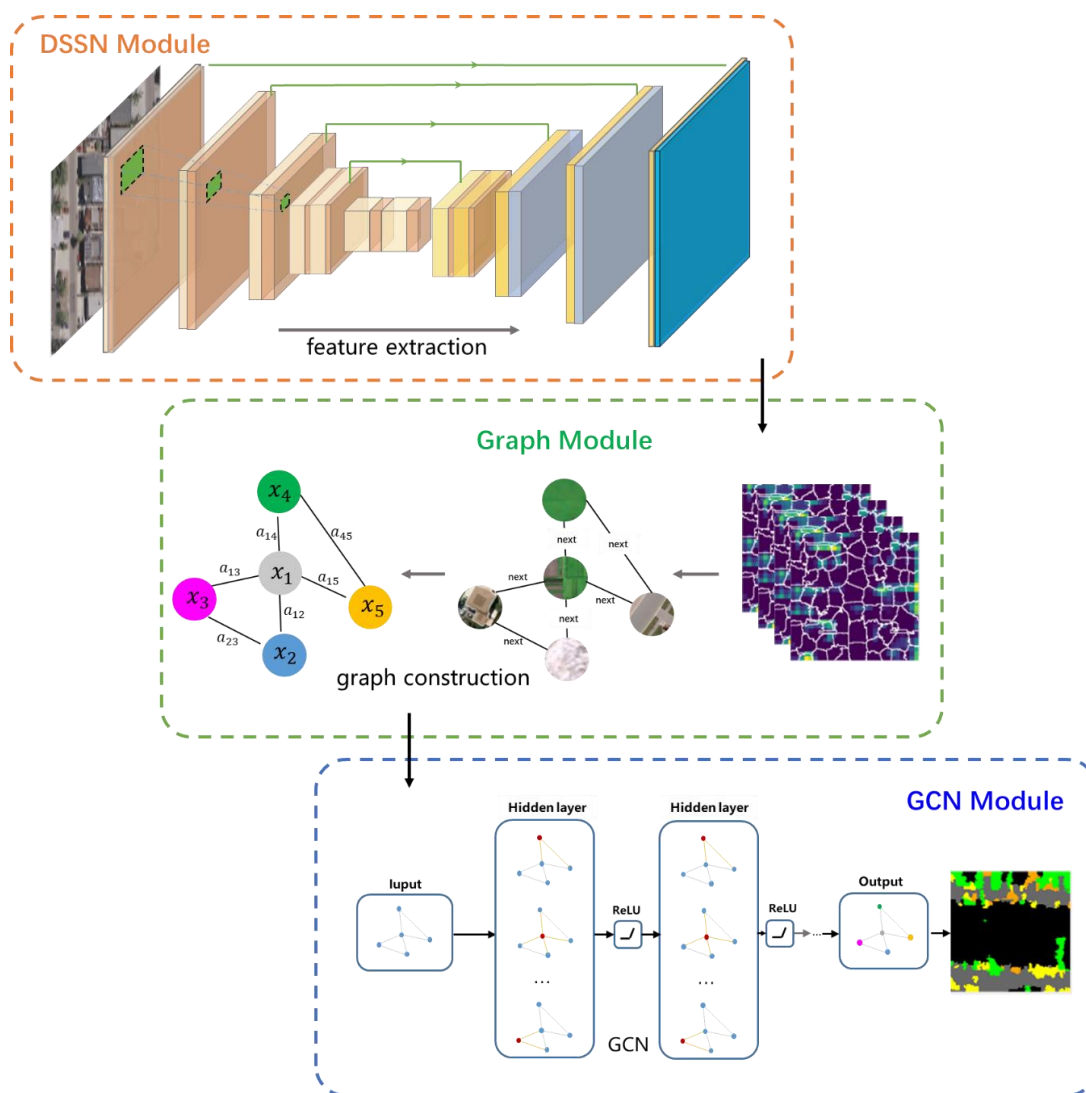 DSSN Module
feature extraction
Graph Module
x₄
a₁₄
a₄₅
a₁₃
x₁
a₁₅
x₃
x₅
a₁₂
a₂₃
x₂
next
next
next
next
next
next
graph construction
GCN Module
Hidden layer
Hidden layer
Iuput
ReLU
ReLU
...
Output
...
...
GCN